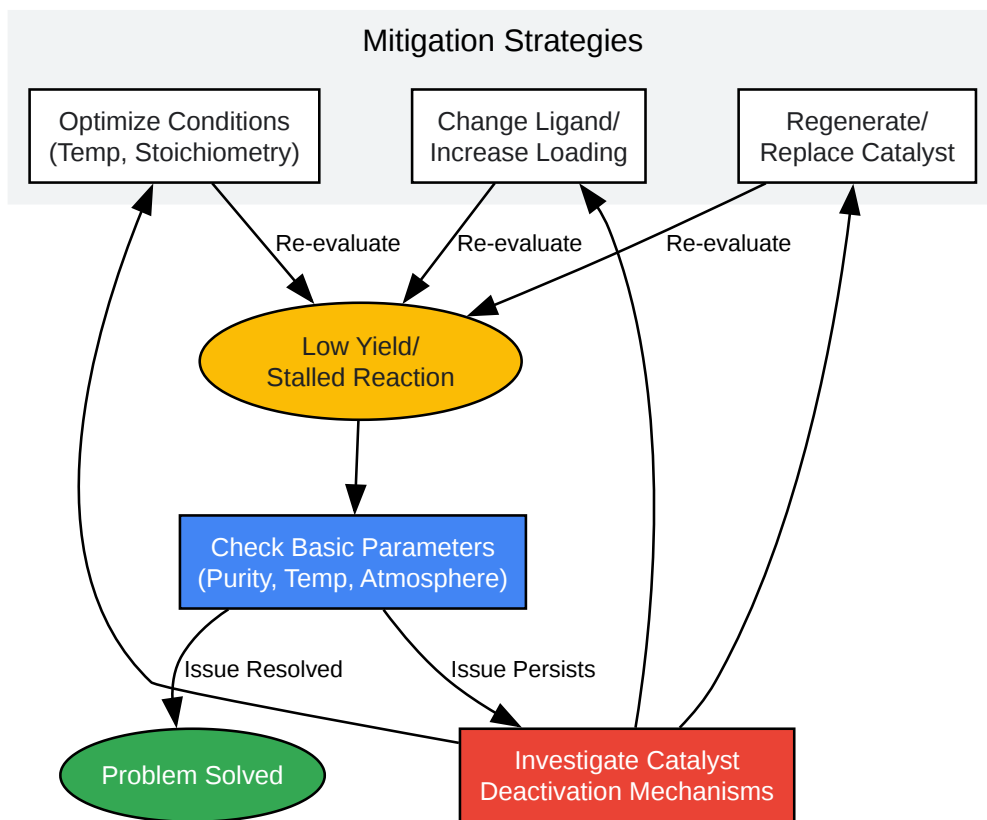 Mitigation Strategies
Optimize Conditions
(Temp, Stoichiometry)
Change Ligand/
Increase Loading
Regenerate/
Replace Catalyst
Re-evaluate
Re-evaluate
Re-evaluate
Low Yield/
Stalled Reaction
Check Basic Parameters
(Purity, Temp, Atmosphere)
Issue Resolved
Issue Persists
Problem Solved
Investigate Catalyst
Deactivation Mechanisms